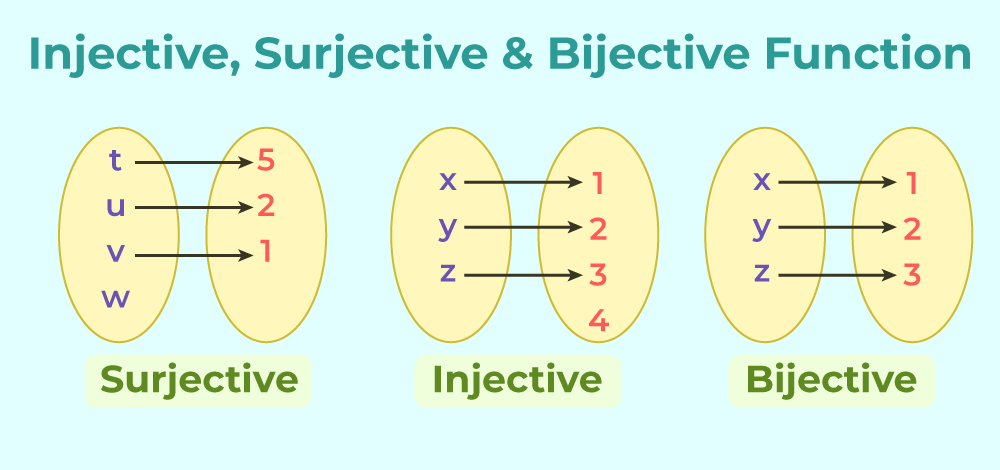 Injective, Surjective & Bijective Function
t 5
u 2
v 1
w
Surjective
x 1
y 2
z 3
4
Injective
x 1
y 2
z 3
Bijective